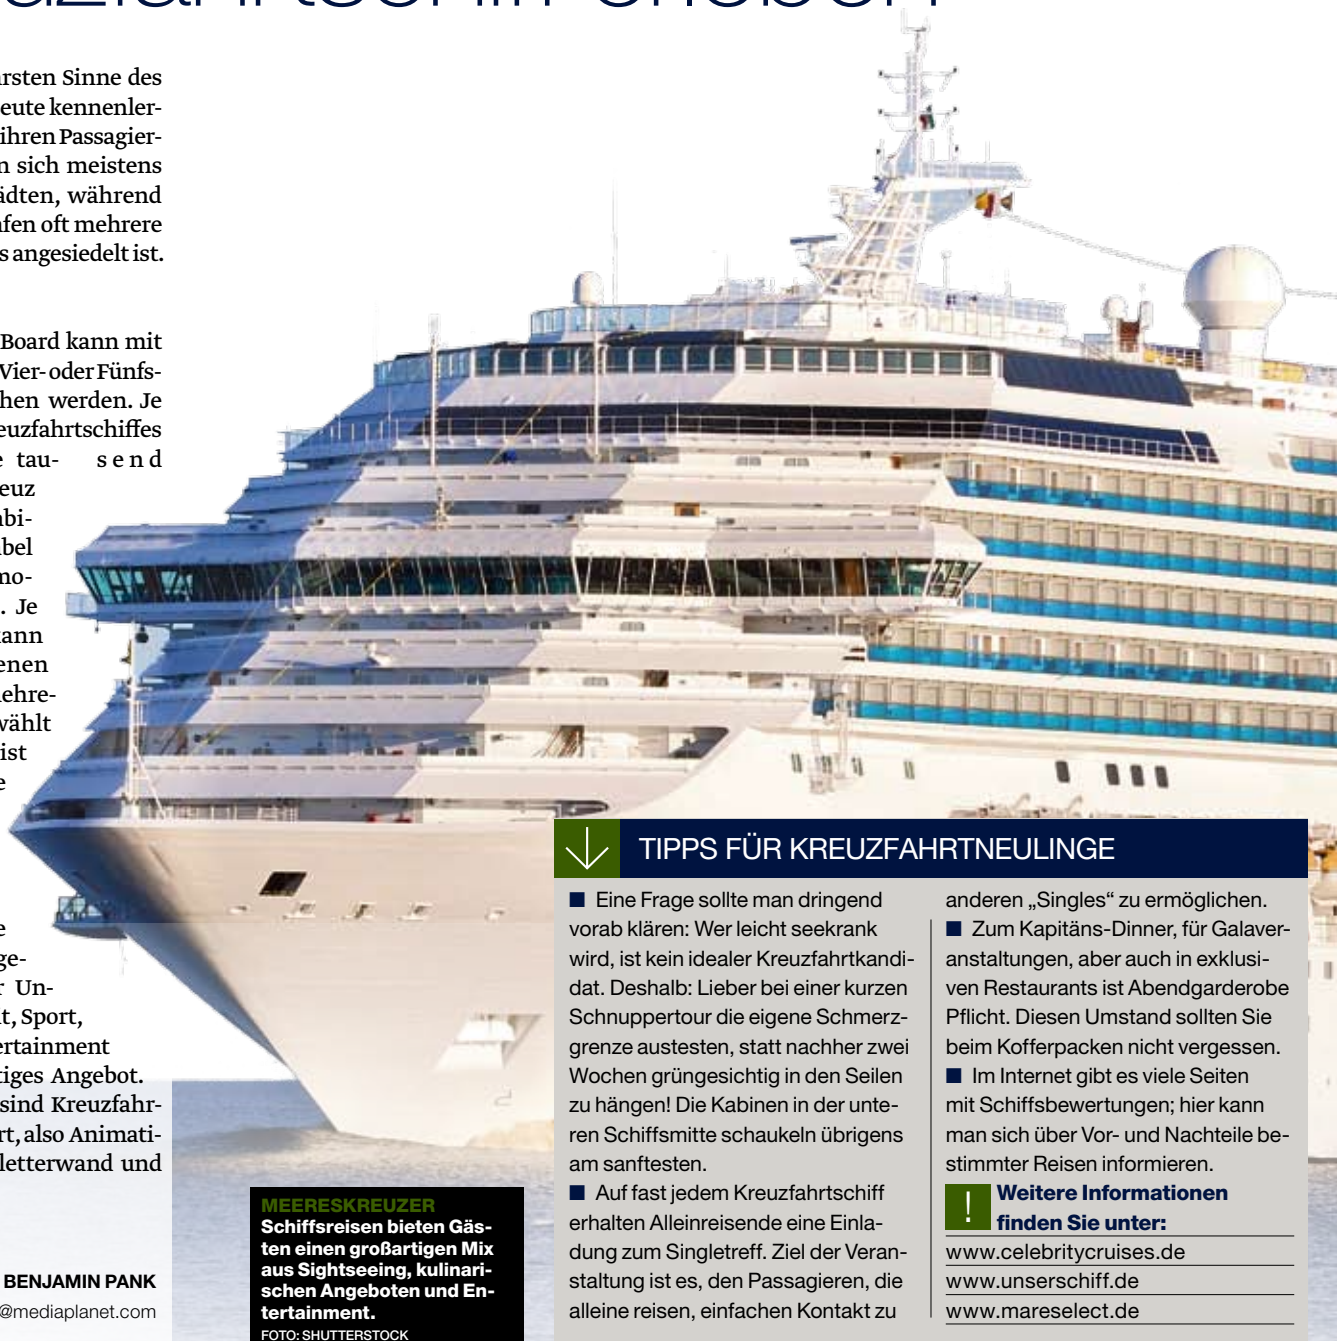 rsten Sinne des
eute kennenler-
ihren Passagier-
n sich meistens
ädten, während
fen oft mehrere
s angesiedelt ist.
Board kann mit
Vier- oder Fünfs-
hen werden. Je
euzfahrtschiffes
e tau- send
euz
bi-
bel
mo-
. Je
ann
enen
ehre-
wählt
ist
e
e
ge-
r Un-
t, Sport,
ertainment
tiges Angebot.
sind Kreuzfahr-
rt, also Animati-
letterwand und
BENJAMIN PANK
@mediaplanet.com
MEERESKREUZER
Schiffsreisen bieten Gäs-
ten einen großartigen Mix
aus Sightseeing, kulinari-
schen Angeboten und En-
tertainment.
FOTO: SHUTTERSTOCK
TIPPS FÜR KREUZFAHRTNEULINGE
■ Eine Frage sollte man dringend
vorab klären: Wer leicht seekrank
wird, ist kein idealer Kreuzfahrtkandi-
dat. Deshalb: Lieber bei einer kurzen
Schnuppertour die eigene Schmerz-
grenze austesten, statt nachher zwei
Wochen grüngesichtig in den Seilen
zu hängen! Die Kabinen in der unte-
ren Schiffsmitte schaukeln übrigens
am sanftesten.
■ Auf fast jedem Kreuzfahrtschiff
erhalten Alleinreisende eine Einla-
dung zum Singletreff. Ziel der Veran-
staltung ist es, den Passagieren, die
alleine reisen, einfachen Kontakt zu
anderen „Singles“ zu ermöglichen.
■ Zum Kapitäns-Dinner, für Galaver-
anstaltungen, aber auch in exklusi-
ven Restaurants ist Abendgarderobe
Pflicht. Diesen Umstand sollten Sie
beim Kofferpacken nicht vergessen.
■ Im Internet gibt es viele Seiten
mit Schiffsbewertungen; hier kann
man sich über Vor- und Nachteile be-
stimmter Reisen informieren.
! Weitere Informationen
finden Sie unter:
www.celebritycruises.de
www.unserschiff.de
www.mareselect.de